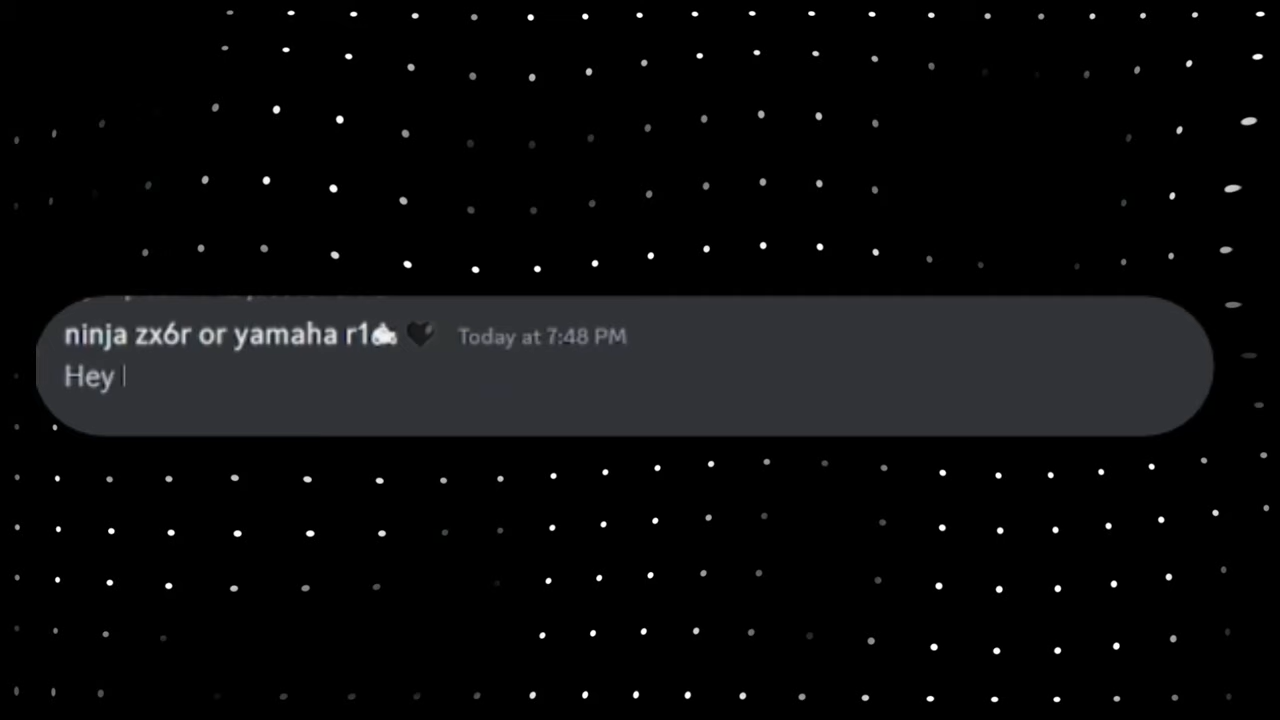 ninja zx6r or yamaha r1🏍️ 🖤 Today at 7:48 PM
Hey |